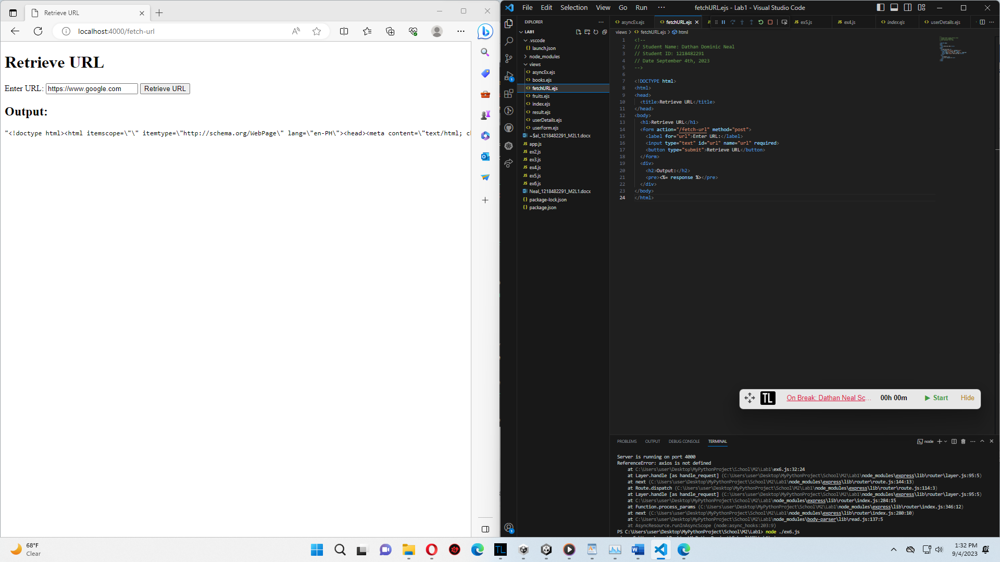 Retrieve URL
localhost:4000/fetch-url
Retrieve URL
Enter URL: https://www.google.com Retrieve URL
Output:
"<!doctype html><html itemscope=\"\" itemtype=\"http://schema.org/WebPage\" lang=\"en-PH\"><head><meta content=\"text/html; cl
File Edit Selection View Go Run ··· fetchURL.ejs - Lab1 - Visual Studio Code
EXPLORER
LAB1
.vscode
launch.json
node_modules
views
asyncEx.ejs
books.ejs
fetchURL.ejs
fruits.ejs
index.ejs
result.ejs
userDetails.ejs
userForm.ejs
~$al_1218482291_M2L1.docx
app.js
ex2.js
ex3.js
ex4.js
ex5.js
ex6.js
Neal_1218482291_M2L1.docx
package-lock.json
package.json
asyncEx.ejs fetchURL.ejs JS ex5.js JS ex4.js index.ejs userDetails.ejs
views > fetchURL.ejs > html
1 <!--
2 // Student Name: Dathan Dominic Neal
3 // Student ID: 1218482291
4 // Date September 4th, 2023
5 -->
6
7 <!DOCTYPE html>
8 <html>
9 <head>
10 <title>Retrieve URL</title>
11 </head>
12 <body>
13 <h1>Retrieve URL</h1>
14 <form action="/fetch-url" method="post">
15 <label for="url">Enter URL:</label>
16 <input type="text" id="url" name="url" required>
17 <button type="submit">Retrieve URL</button>
18 </form>
19 <div>
20 <h2>Output:</h2>
21 <pre><%= response %></pre>
22 </div>
23 </body>
24 </html>
TL On Break: Dathan Neal Sc... 00h 00m Start Hide
PROBLEMS OUTPUT DEBUG CONSOLE TERMINAL node
Server is running on port 4000
ReferenceError: axios is not defined
at C:\Users\user\Desktop\MyPythonProject\School\M2\Lab1\ex6.js:32:24
at Layer.handle [as handle_request] (C:\Users\user\Desktop\MyPythonProject\School\M2\Lab1\node_modules\express\lib\router\layer.js:95:5)
at next (C:\Users\user\Desktop\MyPythonProject\School\M2\Lab1\node_modules\express\lib\router\route.js:144:13)
at Route.dispatch (C:\Users\user\Desktop\MyPythonProject\School\M2\Lab1\node_modules\express\lib\router\route.js:114:3)
at Layer.handle [as handle_request] (C:\Users\user\Desktop\MyPythonProject\School\M2\Lab1\node_modules\express\lib\router\layer.js:95:5)
at C:\Users\user\Desktop\MyPythonProject\School\M2\Lab1\node_modules\express\lib\router\index.js:284:15
at Function.process_params (C:\Users\user\Desktop\MyPythonProject\School\M2\Lab1\node_modules\express\lib\router\index.js:346:12)
at next (C:\Users\user\Desktop\MyPythonProject\School\M2\Lab1\node_modules\express\lib\router\index.js:280:10)
at C:\Users\user\Desktop\MyPythonProject\School\M2\Lab1\node_modules\body-parser\lib\read.js:137:5
at AsyncResource.runInAsyncScope (node:async_hooks:203:9)
PS C:\Users\user\Desktop\MyPythonProject\School\M2\Lab1> node ./ex6.js
68°F
Clear
TL
1:32 PM
9/4/2023